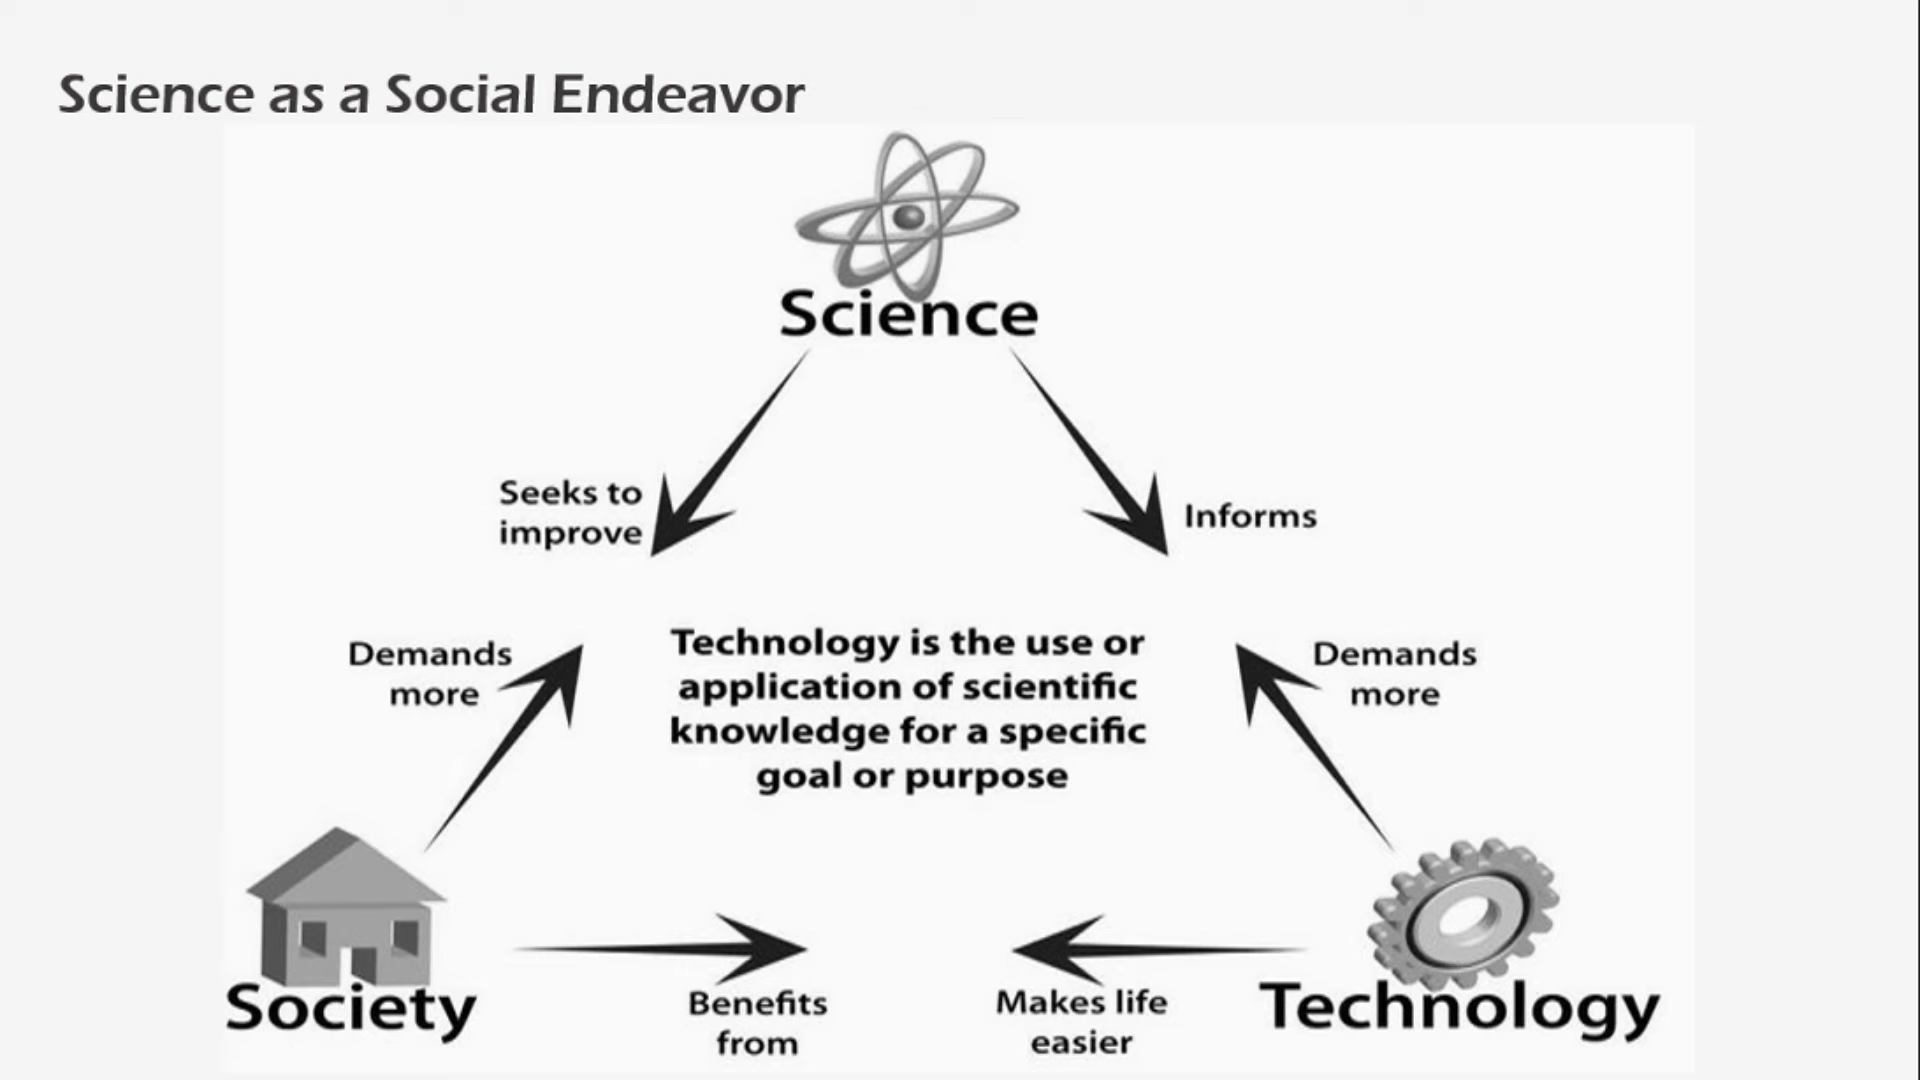 Science as a Social Endeavor
Science
Seeks to
improve
Informs
Demands
more
Technology is the use or
application of scientific
knowledge for a specific
goal or purpose
Demands
more
Society
Benefits
from
Makes life
easier
Technology